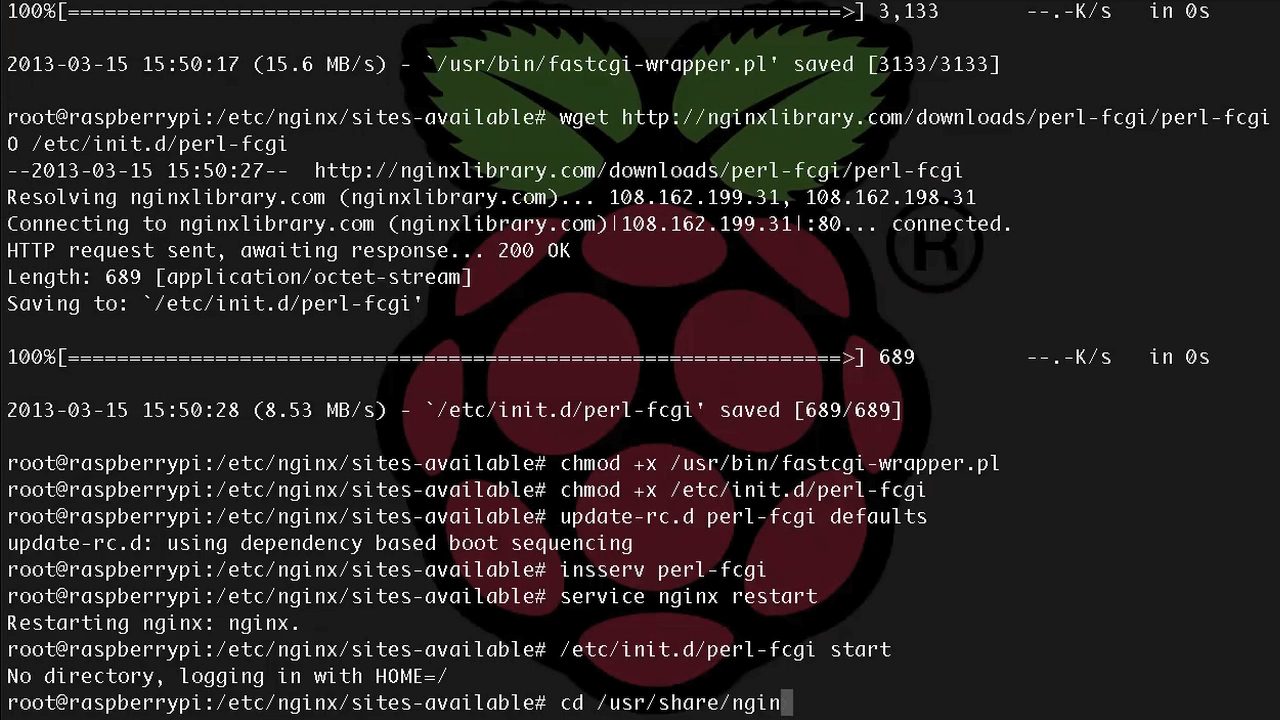 100%[===============================================================>] 3,133       --.-K/s   in 0s
2013-03-15 15:50:17 (15.6 MB/s) - `/usr/bin/fastcgi-wrapper.pl' saved [3133/3133]
root@raspberrypi:/etc/nginx/sites-available# wget http://nginxlibrary.com/downloads/perl-fcgi/perl-fcgi
O /etc/init.d/perl-fcgi
--2013-03-15 15:50:27--  http://nginxlibrary.com/downloads/perl-fcgi/perl-fcgi
Resolving nginxlibrary.com (nginxlibrary.com)... 108.162.199.31, 108.162.198.31
Connecting to nginxlibrary.com (nginxlibrary.com)|108.162.199.31|:80... connected.
HTTP request sent, awaiting response... 200 OK
Length: 689 [application/octet-stream]
Saving to: `/etc/init.d/perl-fcgi'
100%[===============================================================>] 689         --.-K/s   in 0s
2013-03-15 15:50:28 (8.53 MB/s) - `/etc/init.d/perl-fcgi' saved [689/689]
root@raspberrypi:/etc/nginx/sites-available# chmod +x /usr/bin/fastcgi-wrapper.pl
root@raspberrypi:/etc/nginx/sites-available# chmod +x /etc/init.d/perl-fcgi
root@raspberrypi:/etc/nginx/sites-available# update-rc.d perl-fcgi defaults
update-rc.d: using dependency based boot sequencing
root@raspberrypi:/etc/nginx/sites-available# insserv perl-fcgi
root@raspberrypi:/etc/nginx/sites-available# service nginx restart
Restarting nginx: nginx.
root@raspberrypi:/etc/nginx/sites-available# /etc/init.d/perl-fcgi start
No directory, logging in with HOME=/
root@raspberrypi:/etc/nginx/sites-available# cd /usr/share/ngin
®